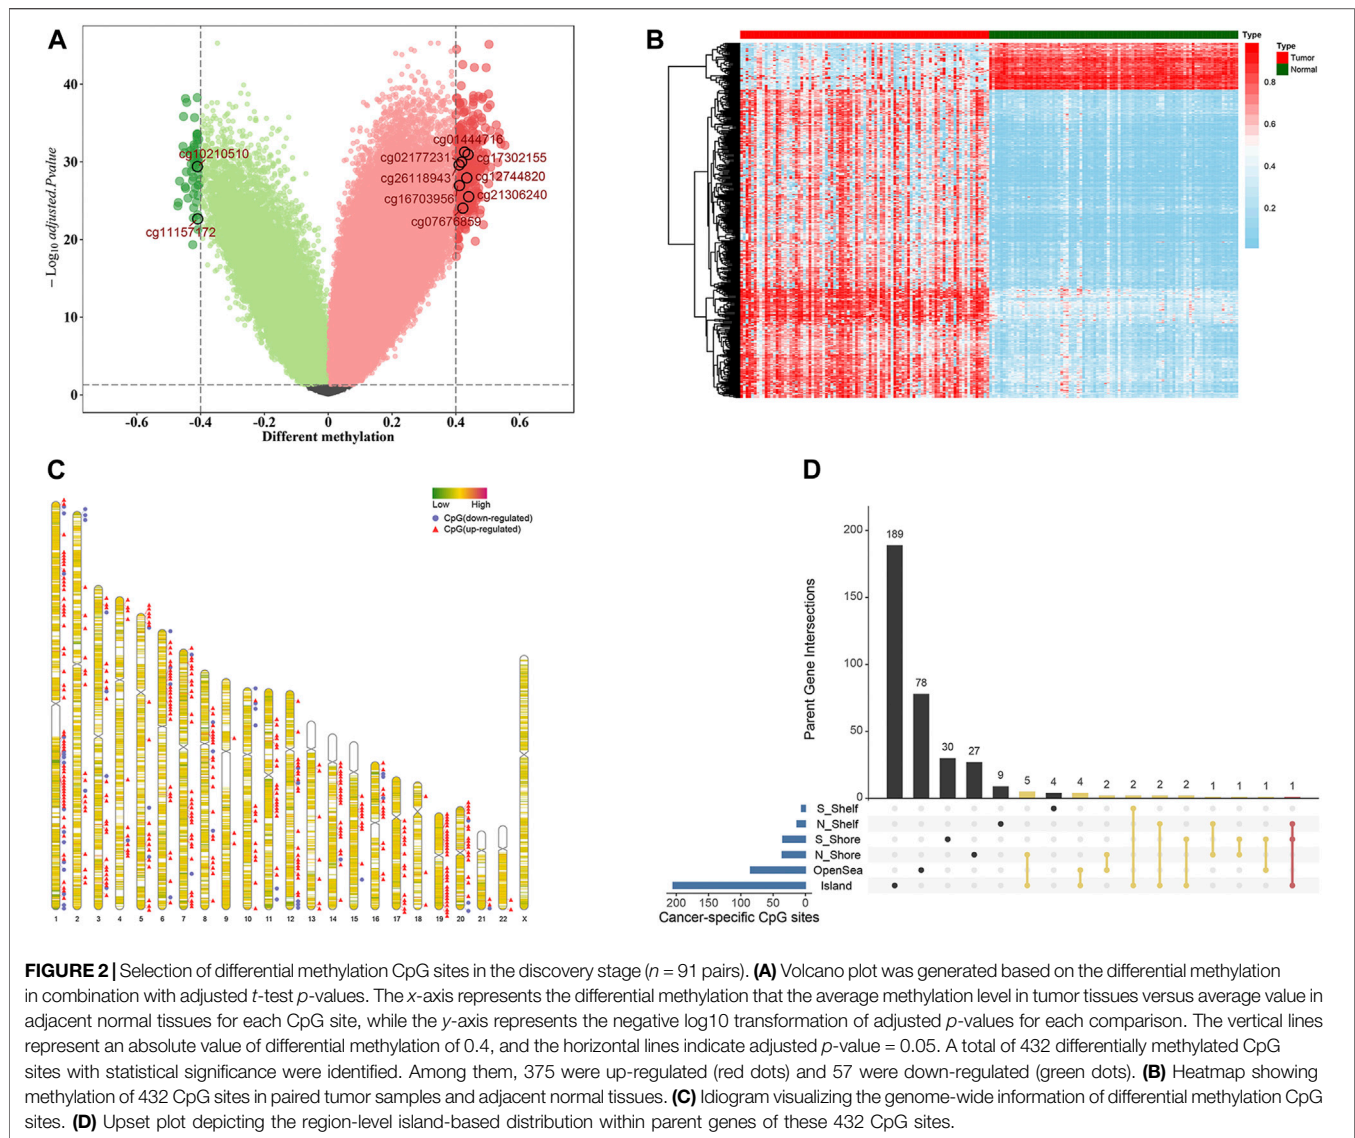 A
40
30
20
10
0
− Log10 adjusted.Pvalue
cg10210510
cg11157172
cg01444716
cg02177231
cg17302155
cg26118943
cg12744820
cg16703956
cg21306240
cg07676859
-0.6 -0.4 -0.2 0 0.2 0.4 0.6
Different methylation
B
Type
0.8
0.6
0.4
0.2
Type
Tumor
Normal
C
Low High
CpG(down-regulated)
CpG(up-regulated)
1 2 3 4 5 6 7 8 9 10 11 12 13 14 15 16 17 18 19 20 21 22 X
D
Parent Gene Intersections
200
150
100
50
0
189 78 30 27 9 5 4 4 2 2 2 2 1 1 1 1
S_Shelf
N_Shelf
S_Shore
N_Shore
OpenSea
Island
200 150 100 50 0
Cancer-specific CpG sites
FIGURE 2 | Selection of differential methylation CpG sites in the discovery stage (n = 91 pairs). (A) Volcano plot was generated based on the differential methylation
in combination with adjusted t-test p-values. The x-axis represents the differential methylation that the average methylation level in tumor tissues versus average value in
adjacent normal tissues for each CpG site, while the y-axis represents the negative log10 transformation of adjusted p-values for each comparison. The vertical lines
represent an absolute value of differential methylation of 0.4, and the horizontal lines indicate adjusted p-value = 0.05. A total of 432 differentially methylated CpG
sites with statistical significance were identified. Among them, 375 were up-regulated (red dots) and 57 were down-regulated (green dots). (B) Heatmap showing
methylation of 432 CpG sites in paired tumor samples and adjacent normal tissues. (C) Idiogram visualizing the genome-wide information of differential methylation CpG
sites. (D) Upset plot depicting the region-level island-based distribution within parent genes of these 432 CpG sites.